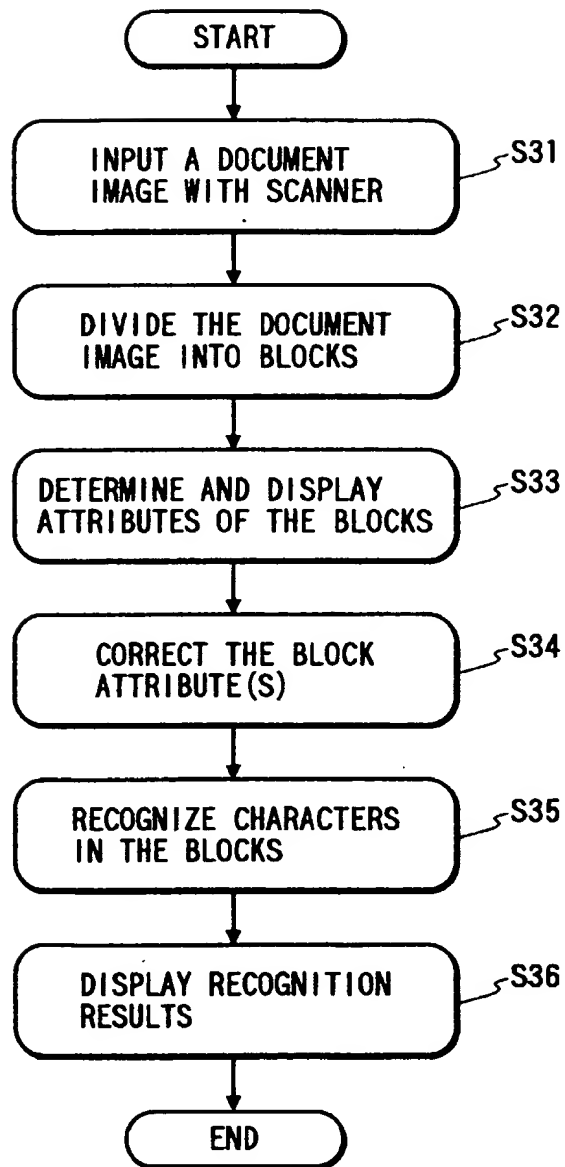 START
INPUT A DOCUMENT
IMAGE WITH SCANNER
S31
DIVIDE THE DOCUMENT
IMAGE INTO BLOCKS
S32
DETERMINE AND DISPLAY
ATTRIBUTES OF THE BLOCKS
S33
CORRECT THE BLOCK
ATTRIBUTE(S)
S34
RECOGNIZE CHARACTERS
IN THE BLOCKS
S35
DISPLAY RECOGNITION
RESULTS
S36
END